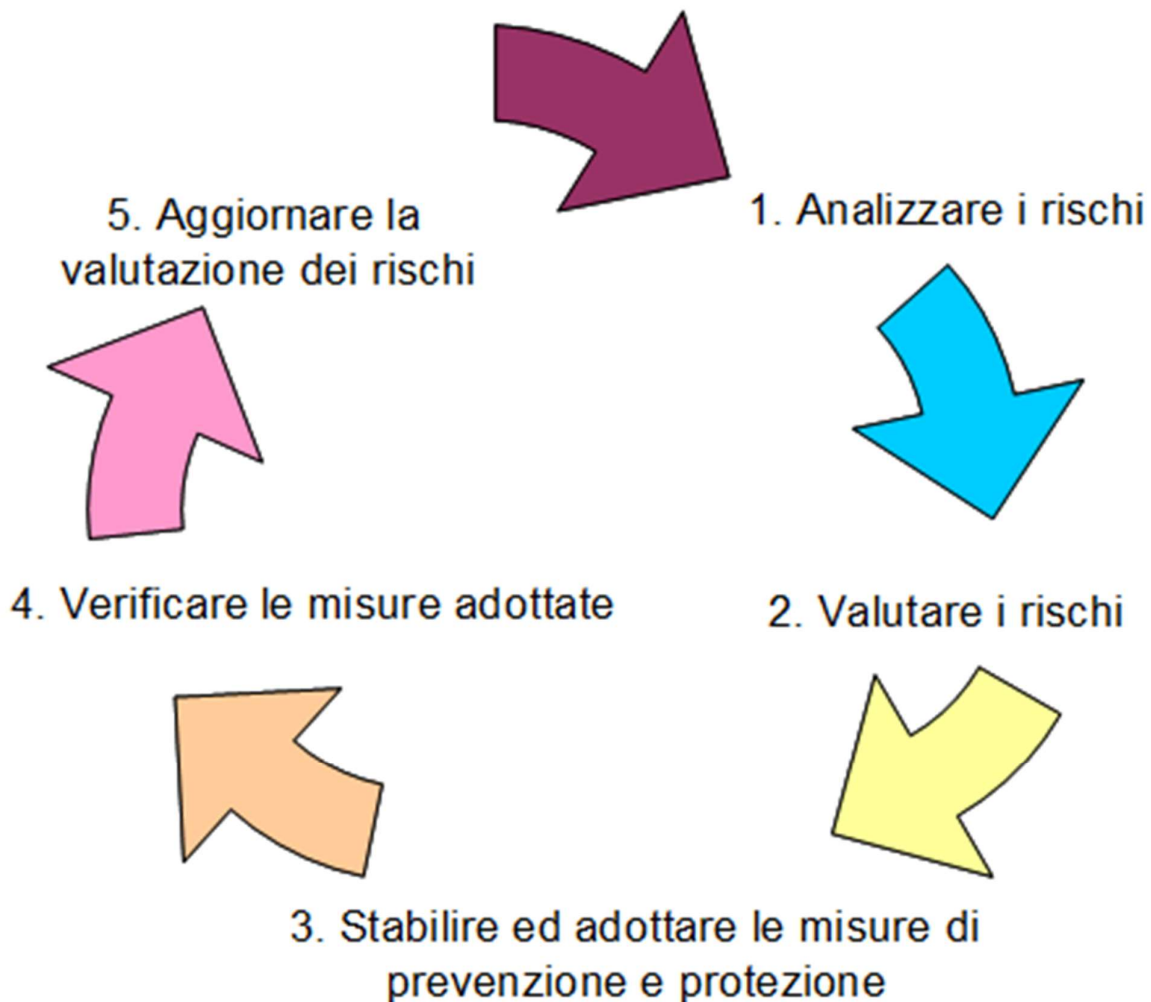 1. Analizzare i rischi
2. Valutare i rischi
3. Stabilire ed adottare le misure di
prevenzione e protezione
4. Verificare le misure adottate
5. Aggiornare la
valutazione dei rischi